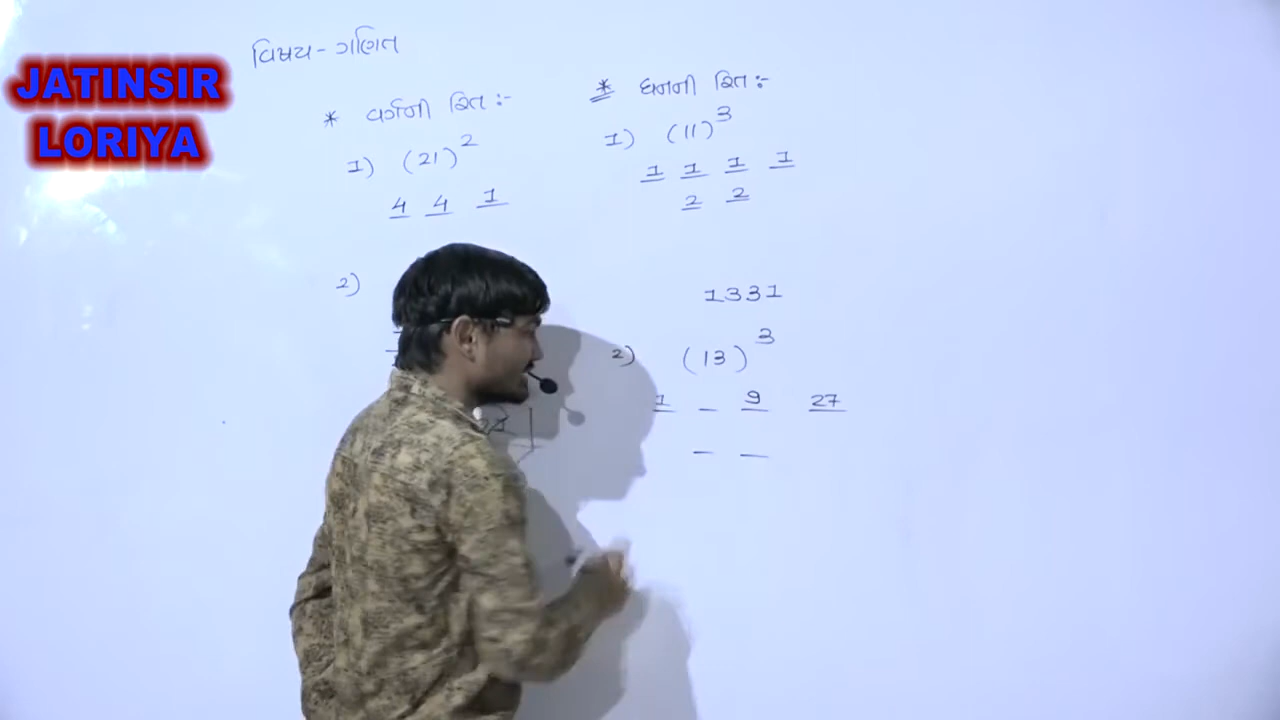 વિષય - ગણિત
JATINSIR
LORIYA
* વર્ગની રિત :-
1) (21)²
4 4 1
2)
* ઘનની રિત :-
1) (11)³
1 1 1 1
2 2
1331
2) (13)³
1 _ 9 27
_ _